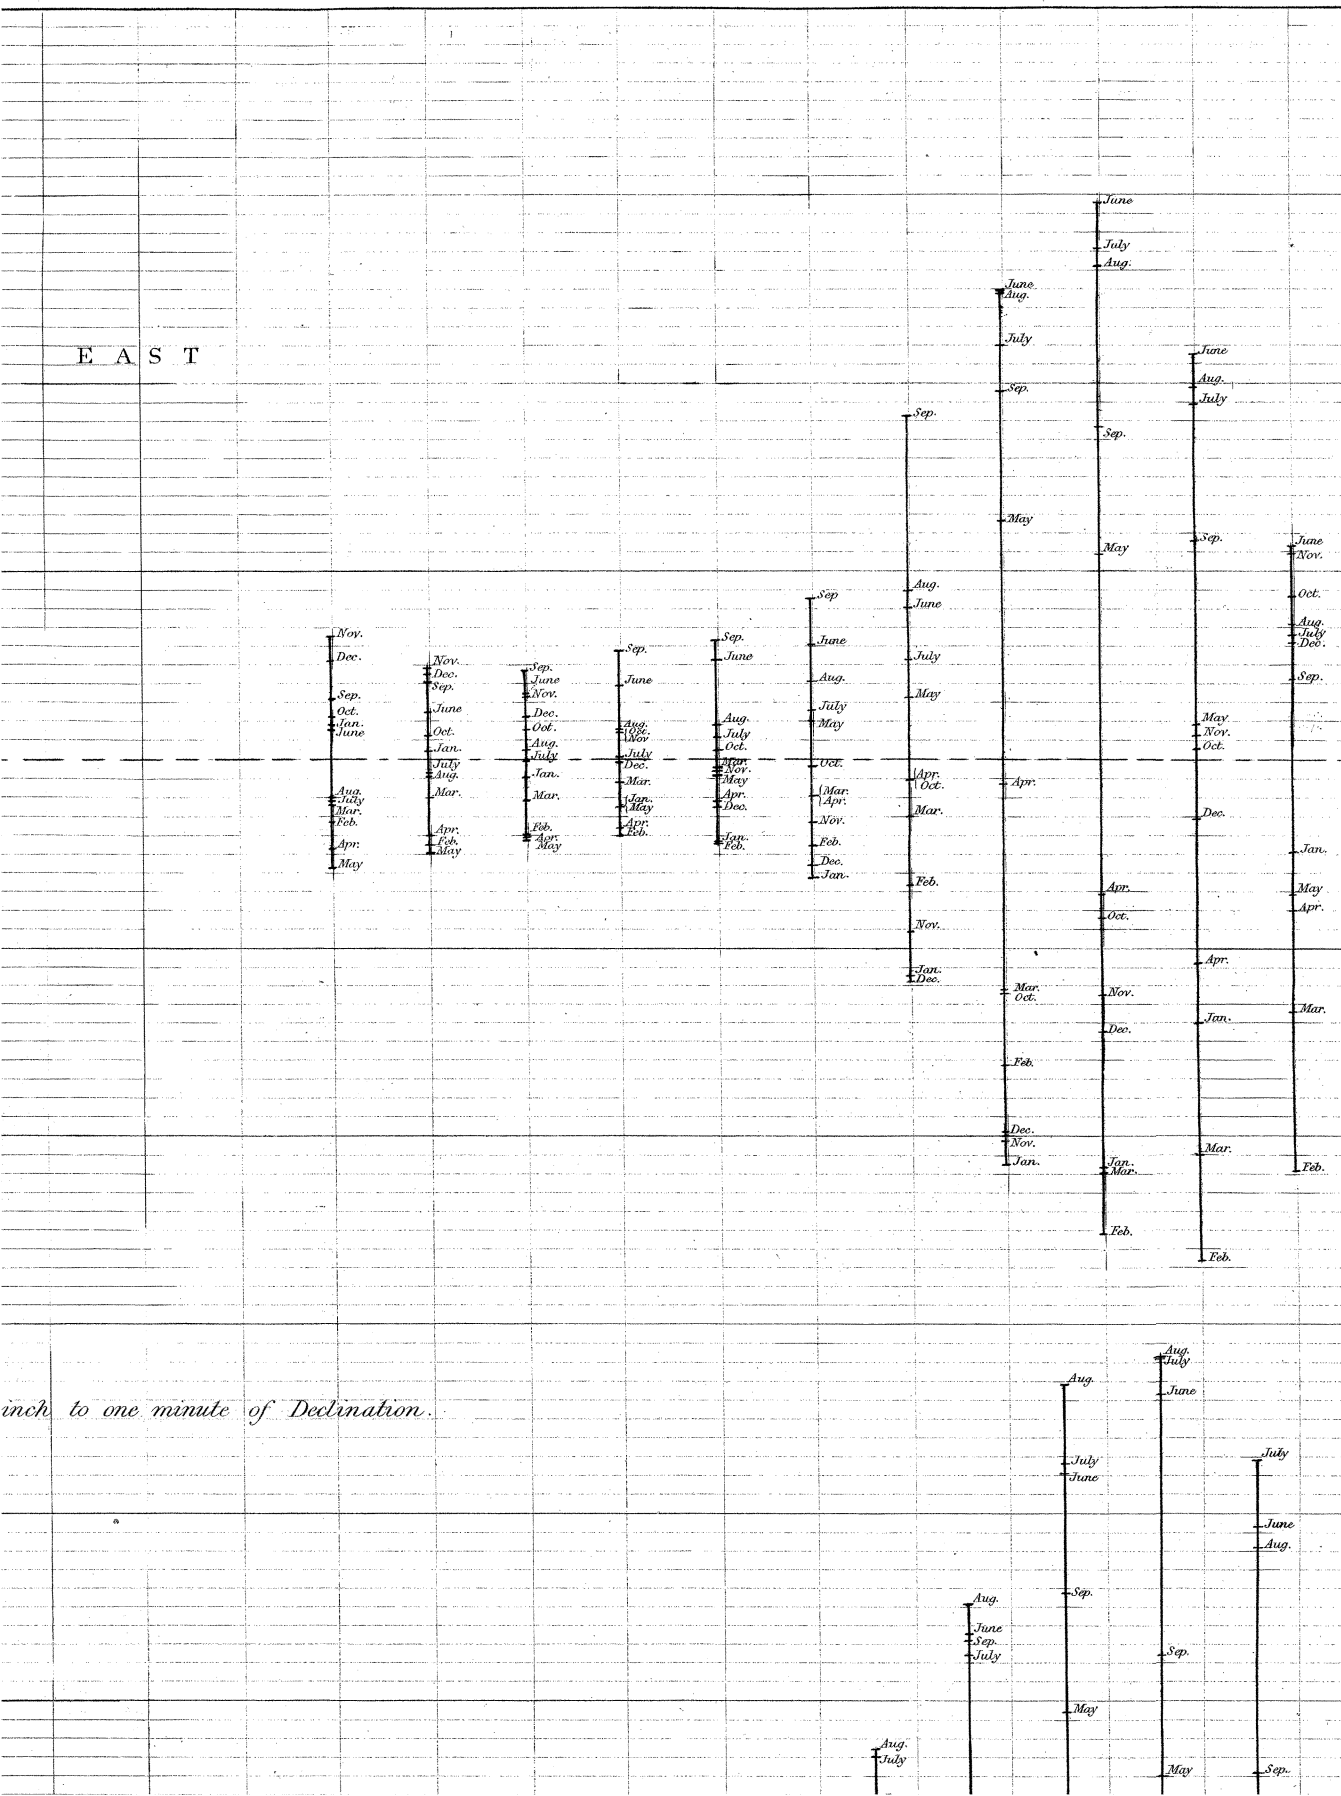 EAST
Nov.
Dec.
Sep.
Oct.
Jan.
June
Aug.
July
Mar.
Feb.
Apr.
May
Nov.
Dec.
Sep.
June
Oct.
Jan.
July
Aug.
Mar.
Apr.
Feb.
May
Sep.
June
Nov.
Dec.
Oct.
Aug.
July
Jan.
Mar.
Feb.
Apr.
May
Sep.
June
Aug.
Oct.
Nov
July
Dec.
Mar.
Jan.
May
Apr.
Feb.
Sep.
June
Aug.
July
Oct.
Mar.
Nov.
May
Apr.
Dec.
Jan.
Feb.
Sep
June
Aug.
July
May
Oct.
Mar.
Apr.
Nov.
Feb.
Dec.
Jan.
Sep.
Aug.
June
July
May
Apr.
Oct.
Mar.
Feb.
Nov.
Jan.
Dec.
June
Aug.
July
Sep.
May
Apr.
Mar.
Oct.
Feb.
Dec.
Nov.
Jan.
June
July
Aug.
Sep.
May
Apr.
Oct.
Nov.
Dec.
Jan.
Mar.
Feb.
June
Aug.
July
Sep.
May
Nov.
Oct.
Dec.
Apr.
Jan.
Mar.
Feb.
June
Nov.
Oct.
Aug.
July
Dec.
Sep.
Jan.
May
Apr.
Mar.
Feb.
inch to one minute of Declination.
Aug.
July
Aug.
June
Sep.
July
Aug.
July
June
Sep.
May
Aug.
July
June
Sep.
May
July
June
Aug.
Sep.